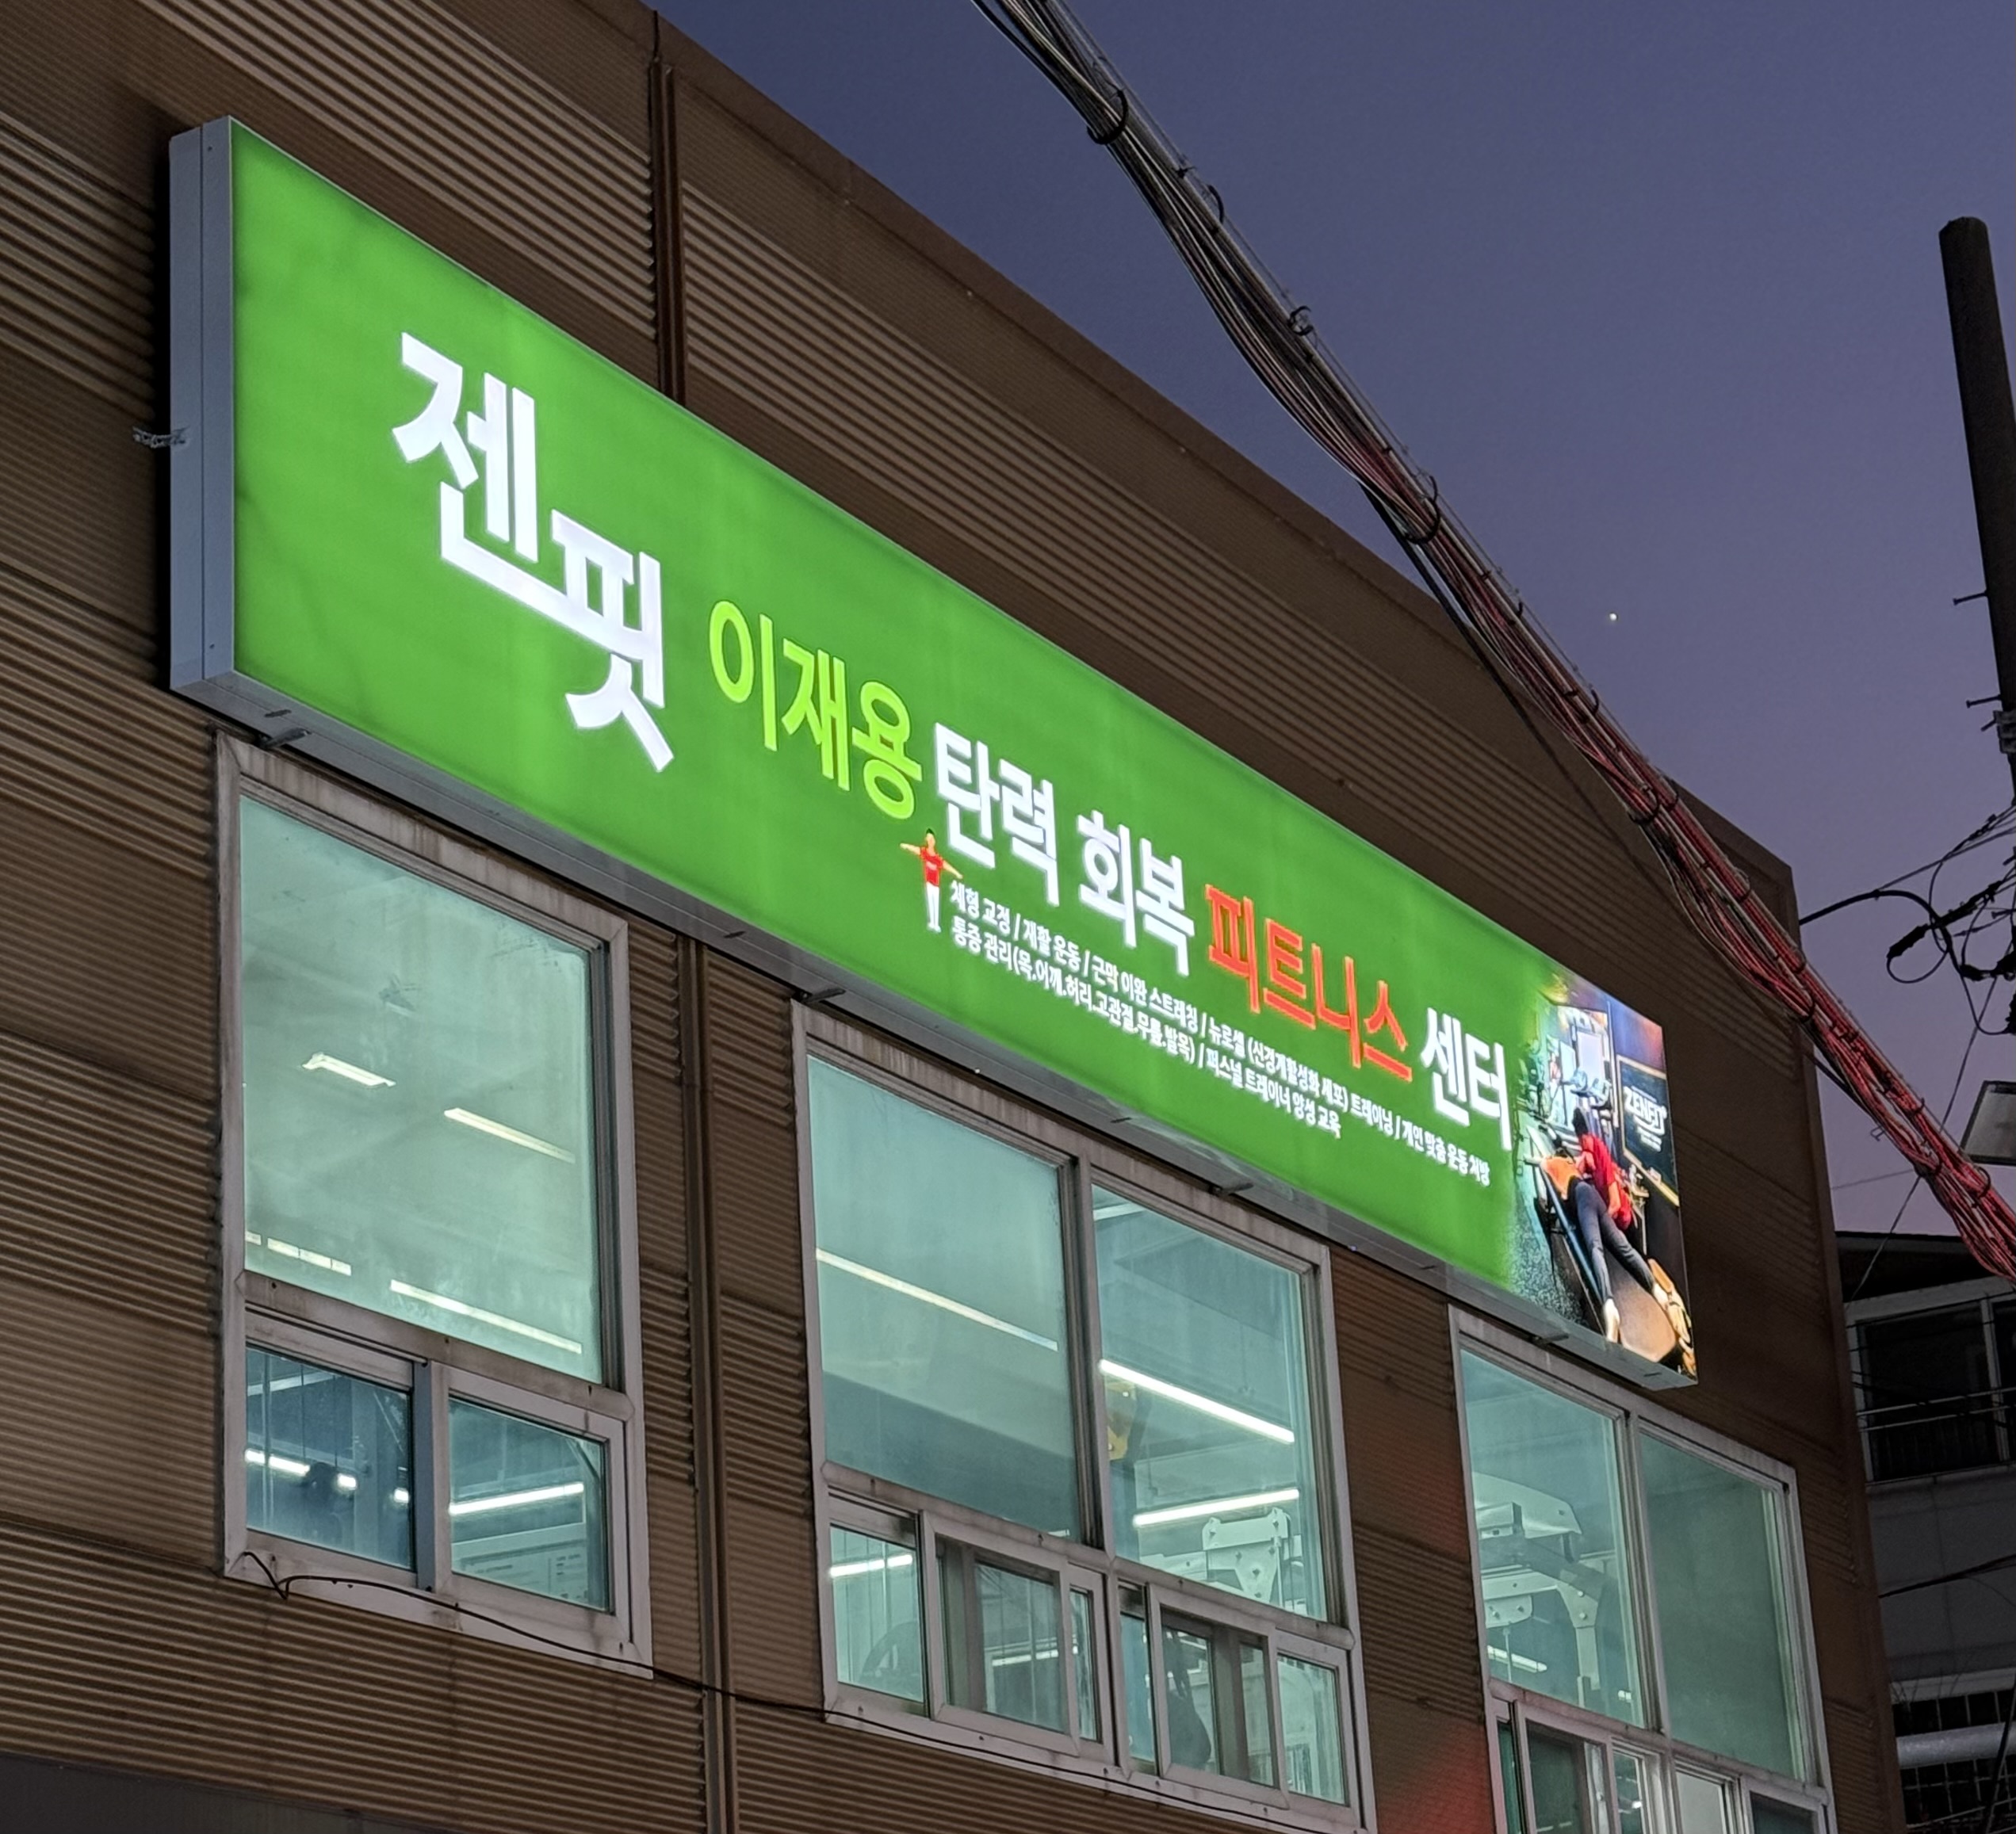 젠핏 이재용 탄력 회복 피트니스 센터
체형 교정 / 재활 운동 / 근막 이완 스트레칭 / 뉴로셀 (신경계활성화 세포) 트레이닝 / 개인 맞춤 운동 처방
통증 관리(목.어깨.허리.고관절.무릎.발목) / 퍼스널 트레이너 양성 교육
ZENFIT